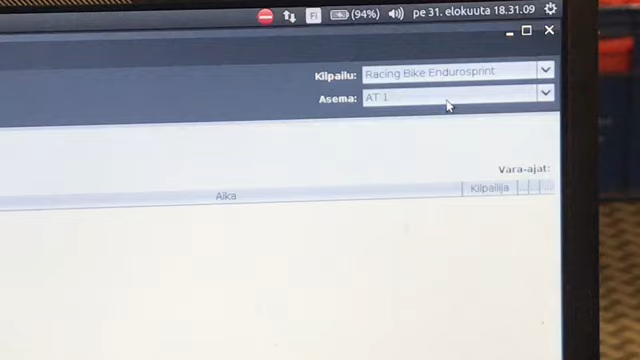 Fi (94%) pe 31. elokuuta 18.31.09
Kilpailu: Racing Bike Endurosprint
Asema: AT 1
Vara-ajat:
Aika Kilpailija